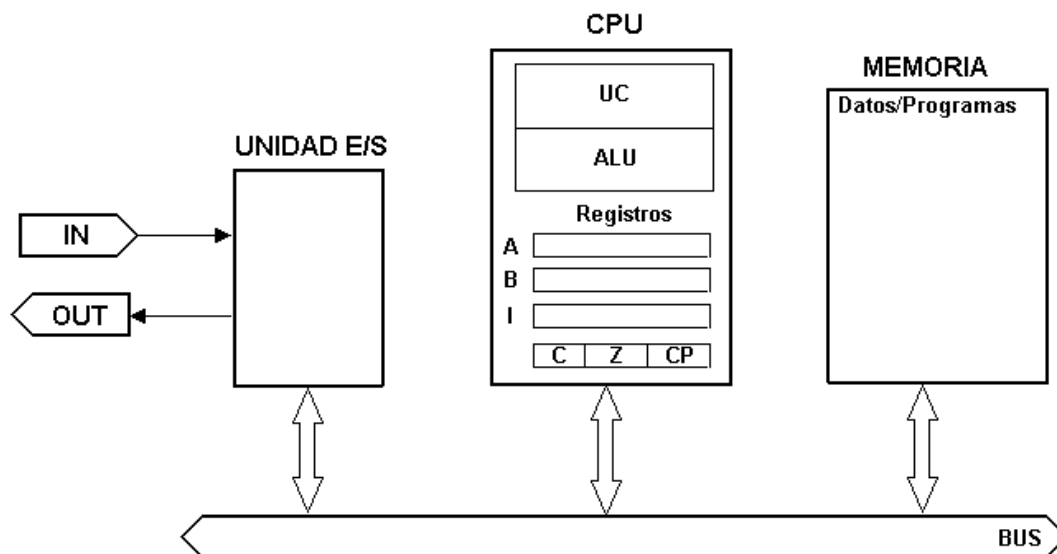 CPU
MEMORIA
UNIDAD E/S
UC
ALU
Datos/Programas
Registros
IN
OUT
A
B
I
C Z CP
BUS